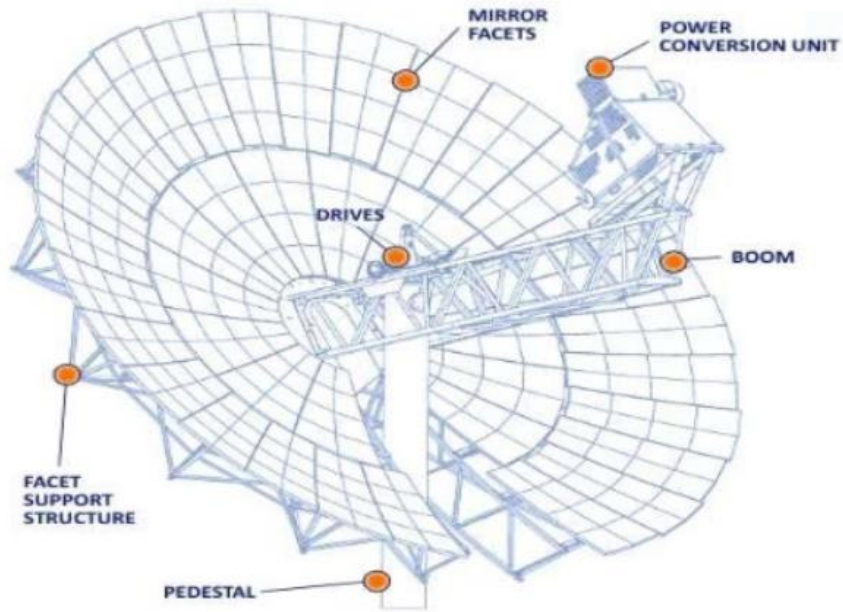 MIRROR
FACETS
POWER
CONVERSION UNIT
DRIVES
BOOM
FACET
SUPPORT
STRUCTURE
PEDESTAL